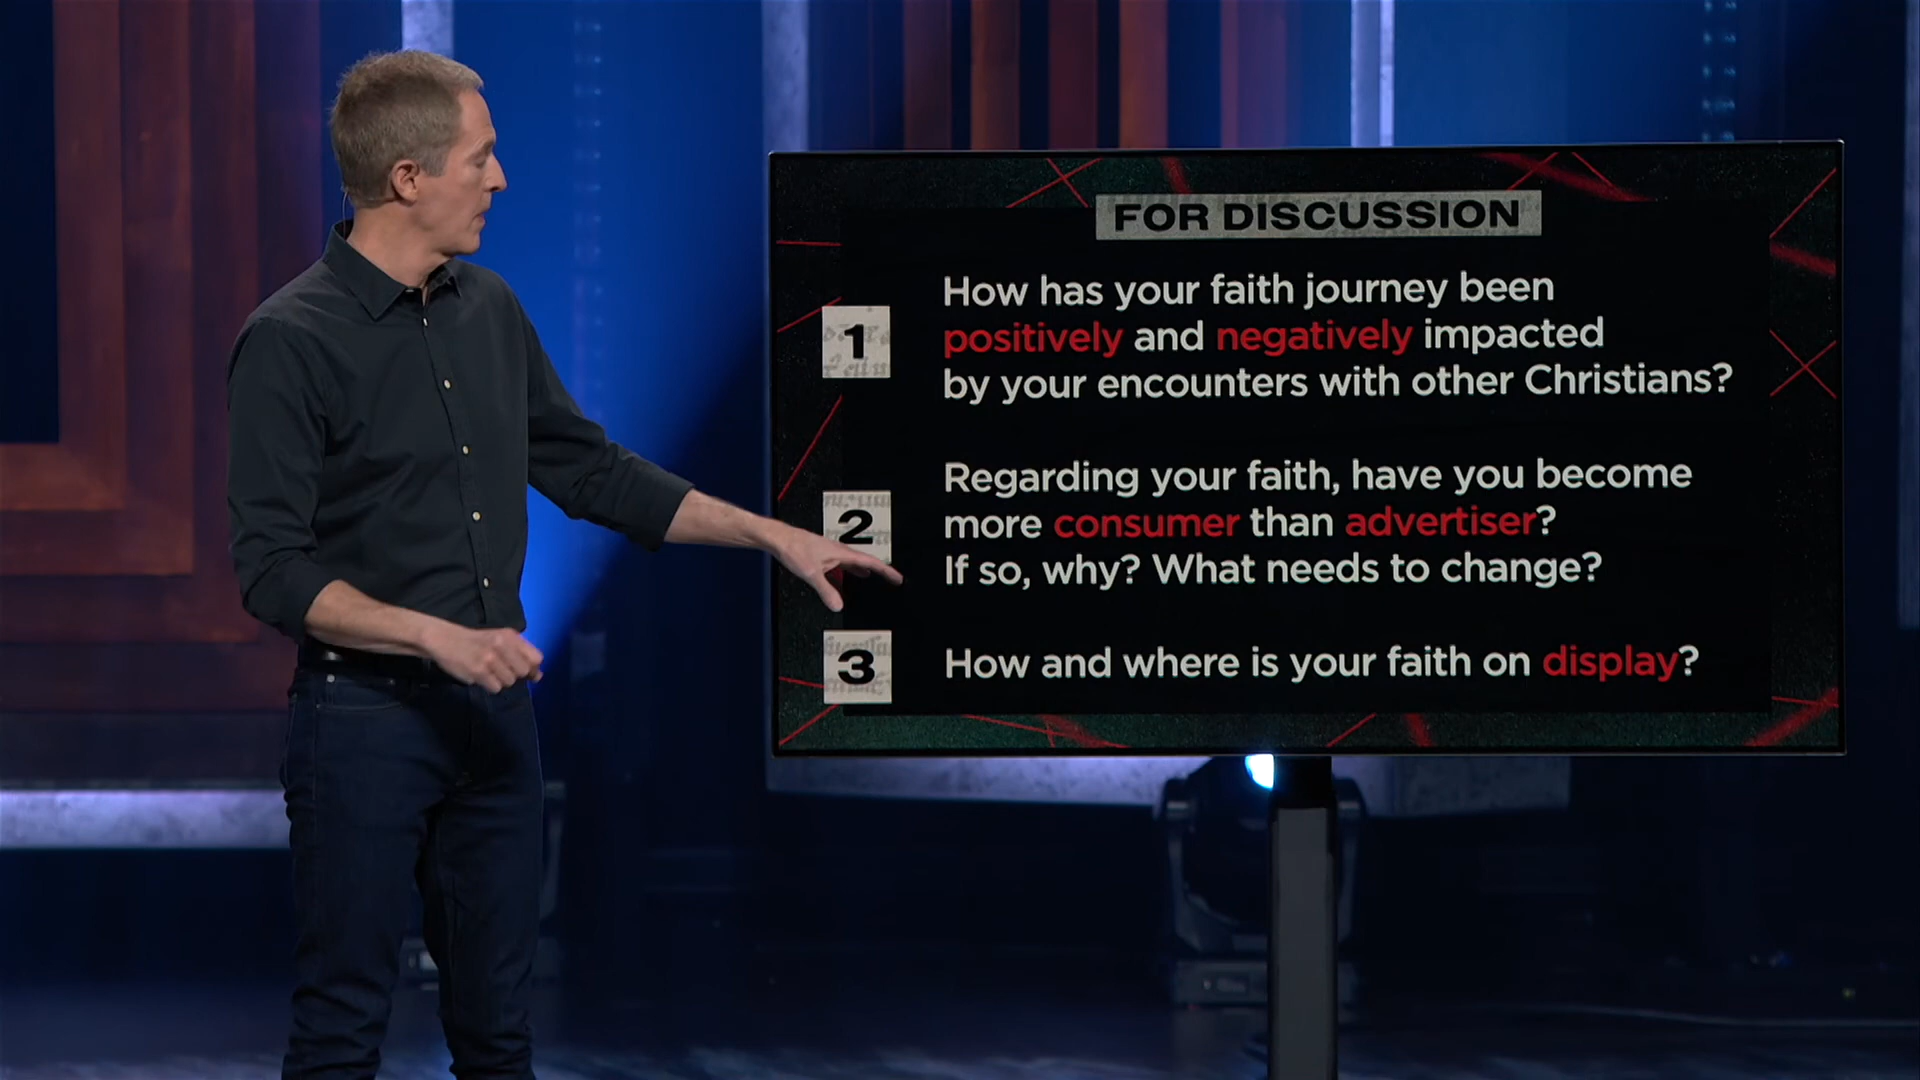 FOR DISCUSSION
1
How has your faith journey been
positively and negatively impacted
by your encounters with other Christians?
2
Regarding your faith, have you become
more consumer than advertiser?
If so, why? What needs to change?
3
How and where is your faith on display?